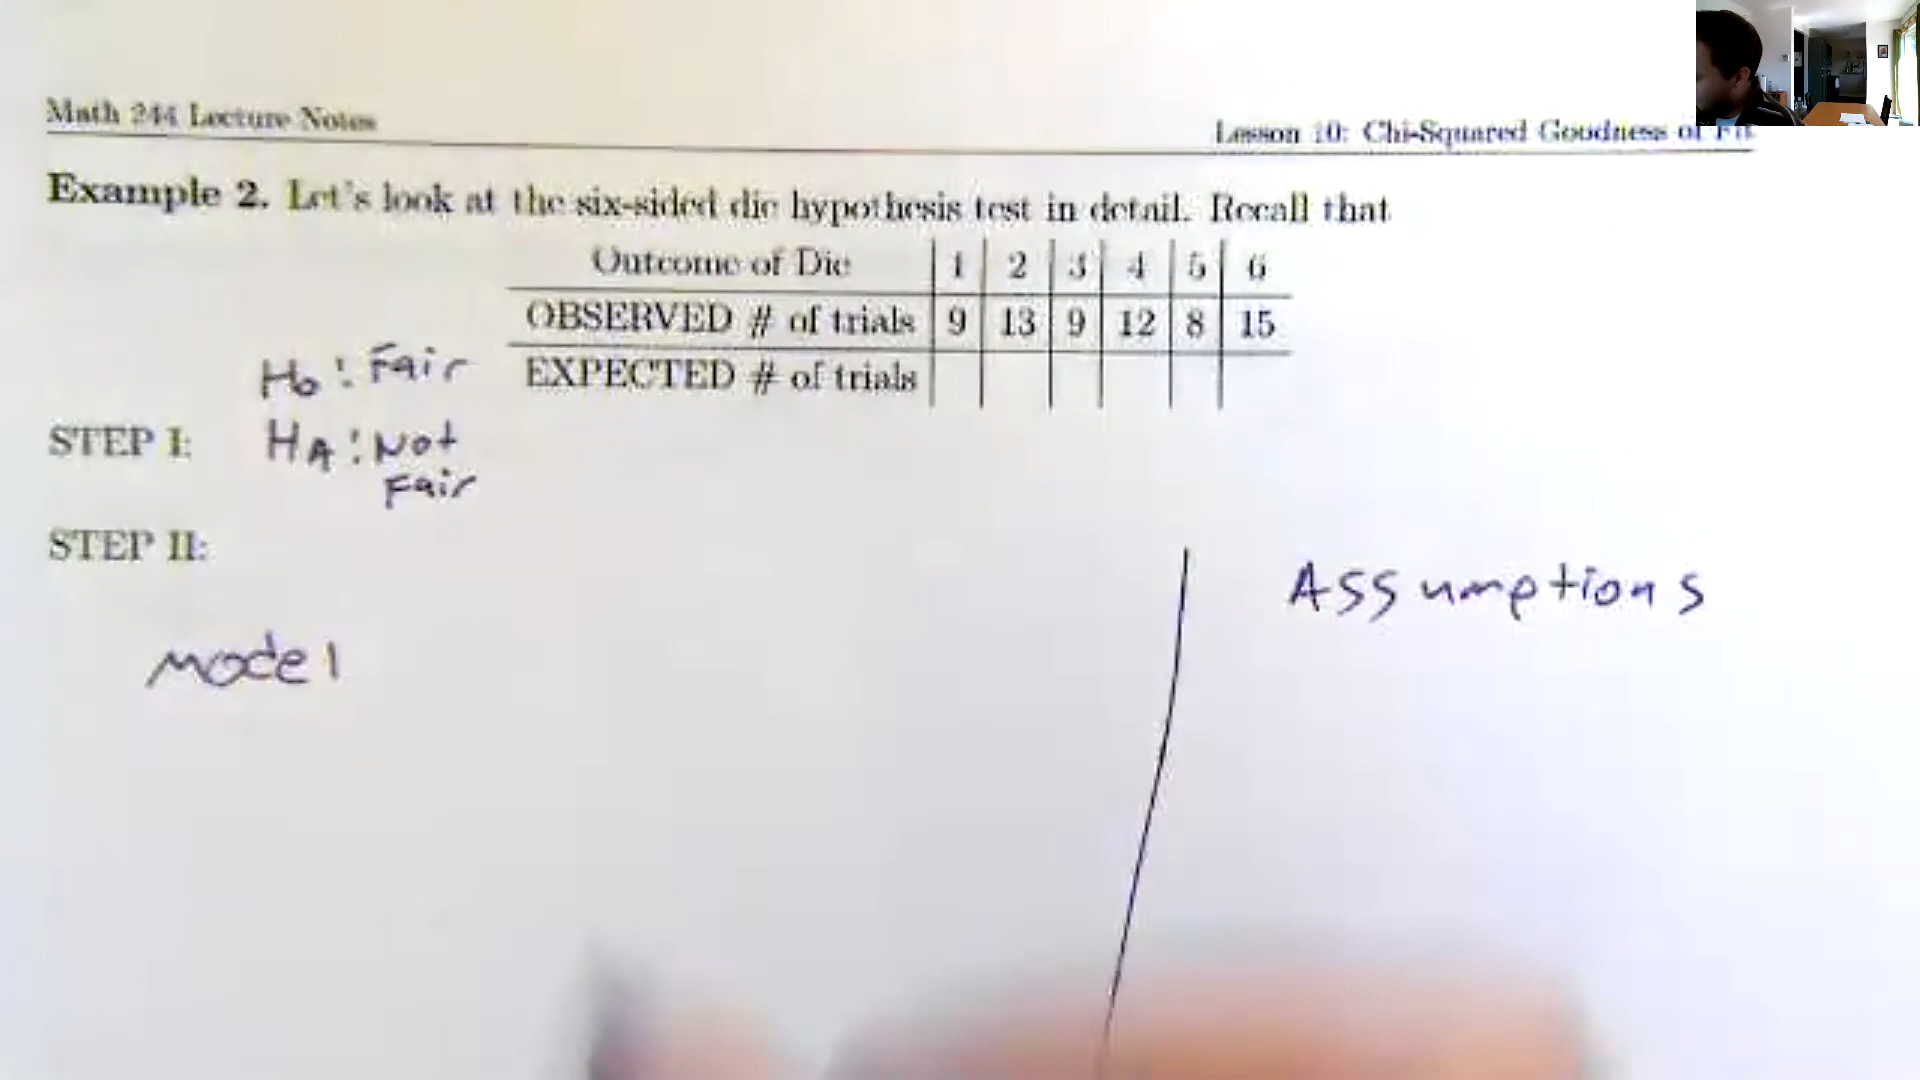 Math 244 Lecture Notes
Lesson 10: Chi-Squared Goodness of Fit
Example 2. Let's look at the six-sided die hypothesis test in detail. Recall that
Outcome of Die 1 2 3 4 5 6
OBSERVED # of trials 9 13 9 12 8 15
EXPECTED # of trials
H₀: Fair
STEP I: HA: Not
Fair
STEP II:
Assumptions
Model